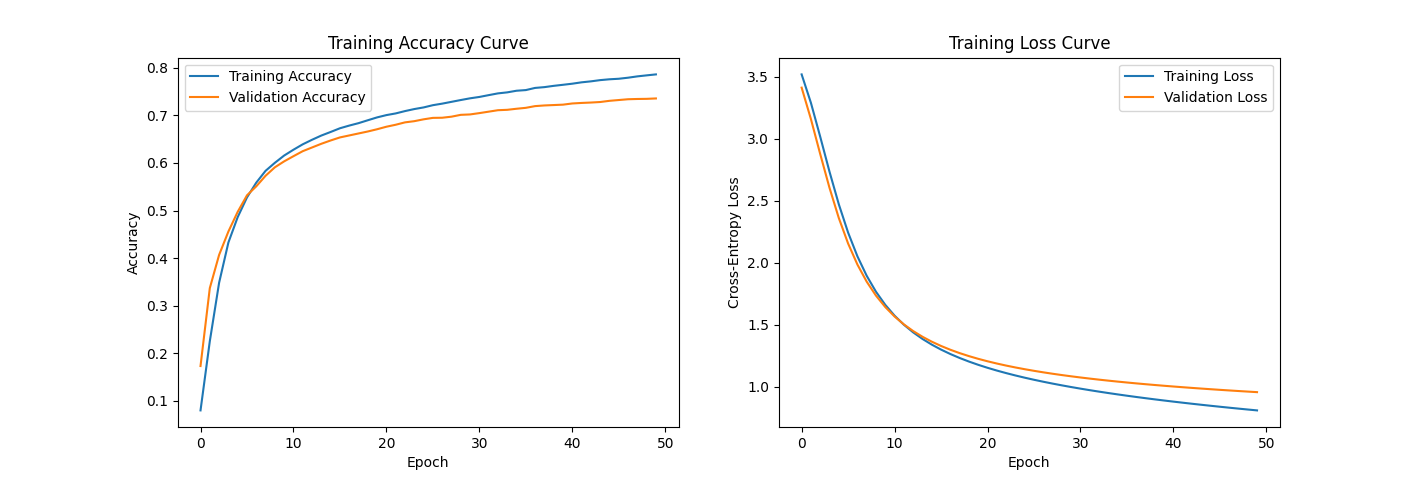 Training Accuracy Curve
Training Accuracy
Validation Accuracy
0.8
0.7
0.6
0.5
0.4
0.3
0.2
0.1
Accuracy
0 10 20 30 40 50
Epoch
Training Loss Curve
Training Loss
Validation Loss
3.5
3.0
2.5
2.0
1.5
1.0
Cross-Entropy Loss
0 10 20 30 40 50
Epoch